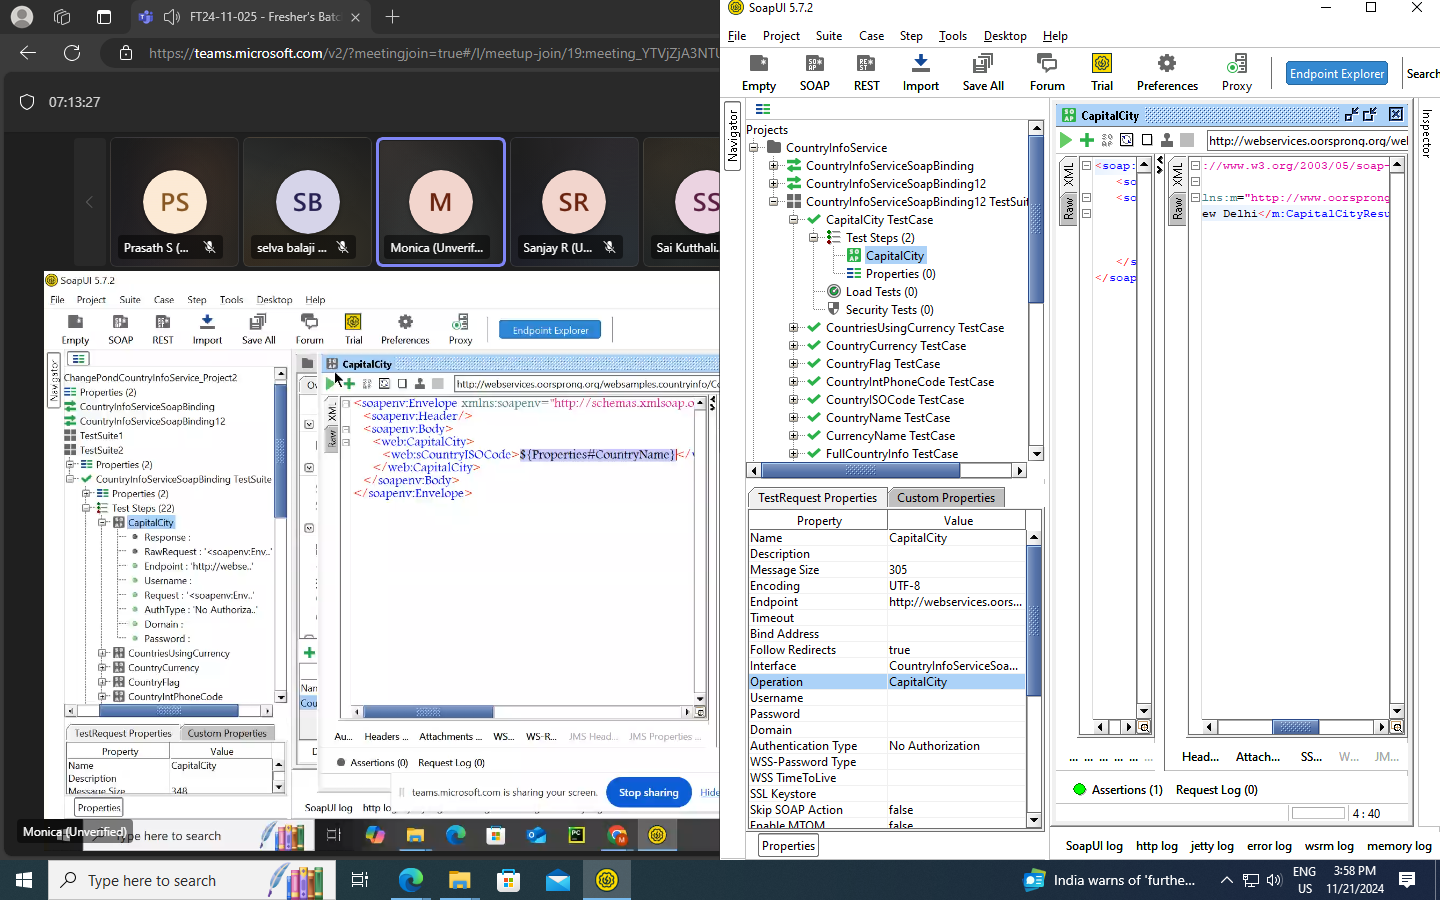 FT24-11-025 - Fresher's Batc
https://teams.microsoft.com/v2/?meetingjoin=true#/l/meetup-join/19:meeting_YTVjZjA3NTU
07:13:27
PS
SB
M
SR
SS
Prasath S (...
selva balaji ...
Monica (Unverif...
Sanjay R (U...
Sai Kutthali.
SoapUI 5.7.2
File Project Suite Case Step Tools Desktop Help
Empty SOAP REST Import Save All Forum Trial Preferences Proxy
Endpoint Explorer
Navigator
ChangePondCountryInfoService_Project2
Properties (2)
CountryInfoServiceSoapBinding
CountryInfoServiceSoapBinding12
TestSuite1
TestSuite2
Properties (2)
CountryInfoServiceSoapBinding TestSuite
Properties (2)
Test Steps (22)
CapitalCity
Response :
RawRequest : '<soapenv:Env..'
Endpoint : 'http://webse..'
Username :
Request : '<soapenv:Env..'
AuthType : 'No Authoriza..'
Domain :
Password :
CountriesUsingCurrency
CountryCurrency
CountryFlag
CountryIntPhoneCode
TestRequest Properties Custom Properties
Property Value
Name CapitalCity
Description
Message Size 348
Properties
CapitalCity
http://webservices.oorsprong.org/websamples.countryinfo/Co
XML
Raw
<soapenv:Envelope xmlns:soapenv="http://schemas.xmlsoap.o
<soapenv:Header/>
<soapenv:Body>
<web:CapitalCity>
<web:sCountryISOCode>${Properties#CountryName}</
</web:CapitalCity>
</soapenv:Body>
</soapenv:Envelope>
Au... Headers ... Attachments ... WS... WS-R... JMS Head... JMS Properties ...
Assertions (0) Request Log (0)
teams.microsoft.com is sharing your screen. Stop sharing Hide
SoapUI log http log
Monica (Unverified)
ype here to search
SoapUI 5.7.2
File Project Suite Case Step Tools Desktop Help
Empty SOAP REST Import Save All Forum Trial Preferences Proxy
Endpoint Explorer
Search
Navigator
Projects
CountryInfoService
CountryInfoServiceSoapBinding
CountryInfoServiceSoapBinding12
CountryInfoServiceSoapBinding12 TestSuit
CapitalCity TestCase
Test Steps (2)
CapitalCity
Properties (0)
Load Tests (0)
Security Tests (0)
CountriesUsingCurrency TestCase
CountryCurrency TestCase
CountryFlag TestCase
CountryIntPhoneCode TestCase
CountryISOCode TestCase
CountryName TestCase
CurrencyName TestCase
FullCountryInfo TestCase
TestRequest Properties Custom Properties
Property Value
Name CapitalCity
Description
Message Size 305
Encoding UTF-8
Endpoint http://webservices.oors...
Timeout
Bind Address
Follow Redirects true
Interface CountryInfoServiceSoa...
Operation CapitalCity
Username
Password
Domain
Authentication Type No Authorization
WSS-Password Type
WSS TimeToLive
SSL Keystore
Skip SOAP Action false
Enable MTOM false
Properties
CapitalCity
http://webservices.oorsprong.org/wel
XML
Raw
<soap:
<so
<so
</s
</soap
XML
Raw
://www.w3.org/2003/05/soap-
lns:m="http://www.oorsprong
ew Delhi</m:CapitalCityResu
Head... Attach... SS... W... JM...
Assertions (1) Request Log (0)
4 : 40
Inspector
SoapUI log http log jetty log error log wsrm log memory log
Type here to search
India warns of 'furthe...
ENG
US
3:58 PM
11/21/2024